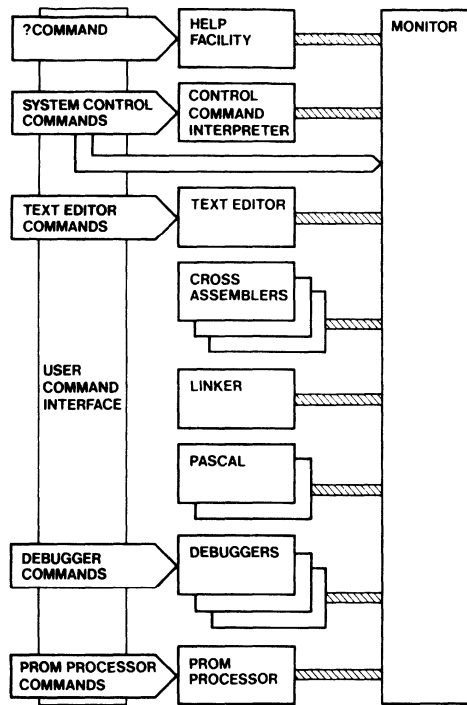 ?COMMAND
HELP
FACILITY
MONITOR
SYSTEM CONTROL
COMMANDS
CONTROL
COMMAND
INTERPRETER
TEXT EDITOR
COMMANDS
TEXT EDITOR
CROSS
ASSEMBLERS
USER
COMMAND
INTERFACE
LINKER
PASCAL
DEBUGGER
COMMANDS
DEBUGGERS
PROM PROCESSOR
COMMANDS
PROM
PROCESSOR